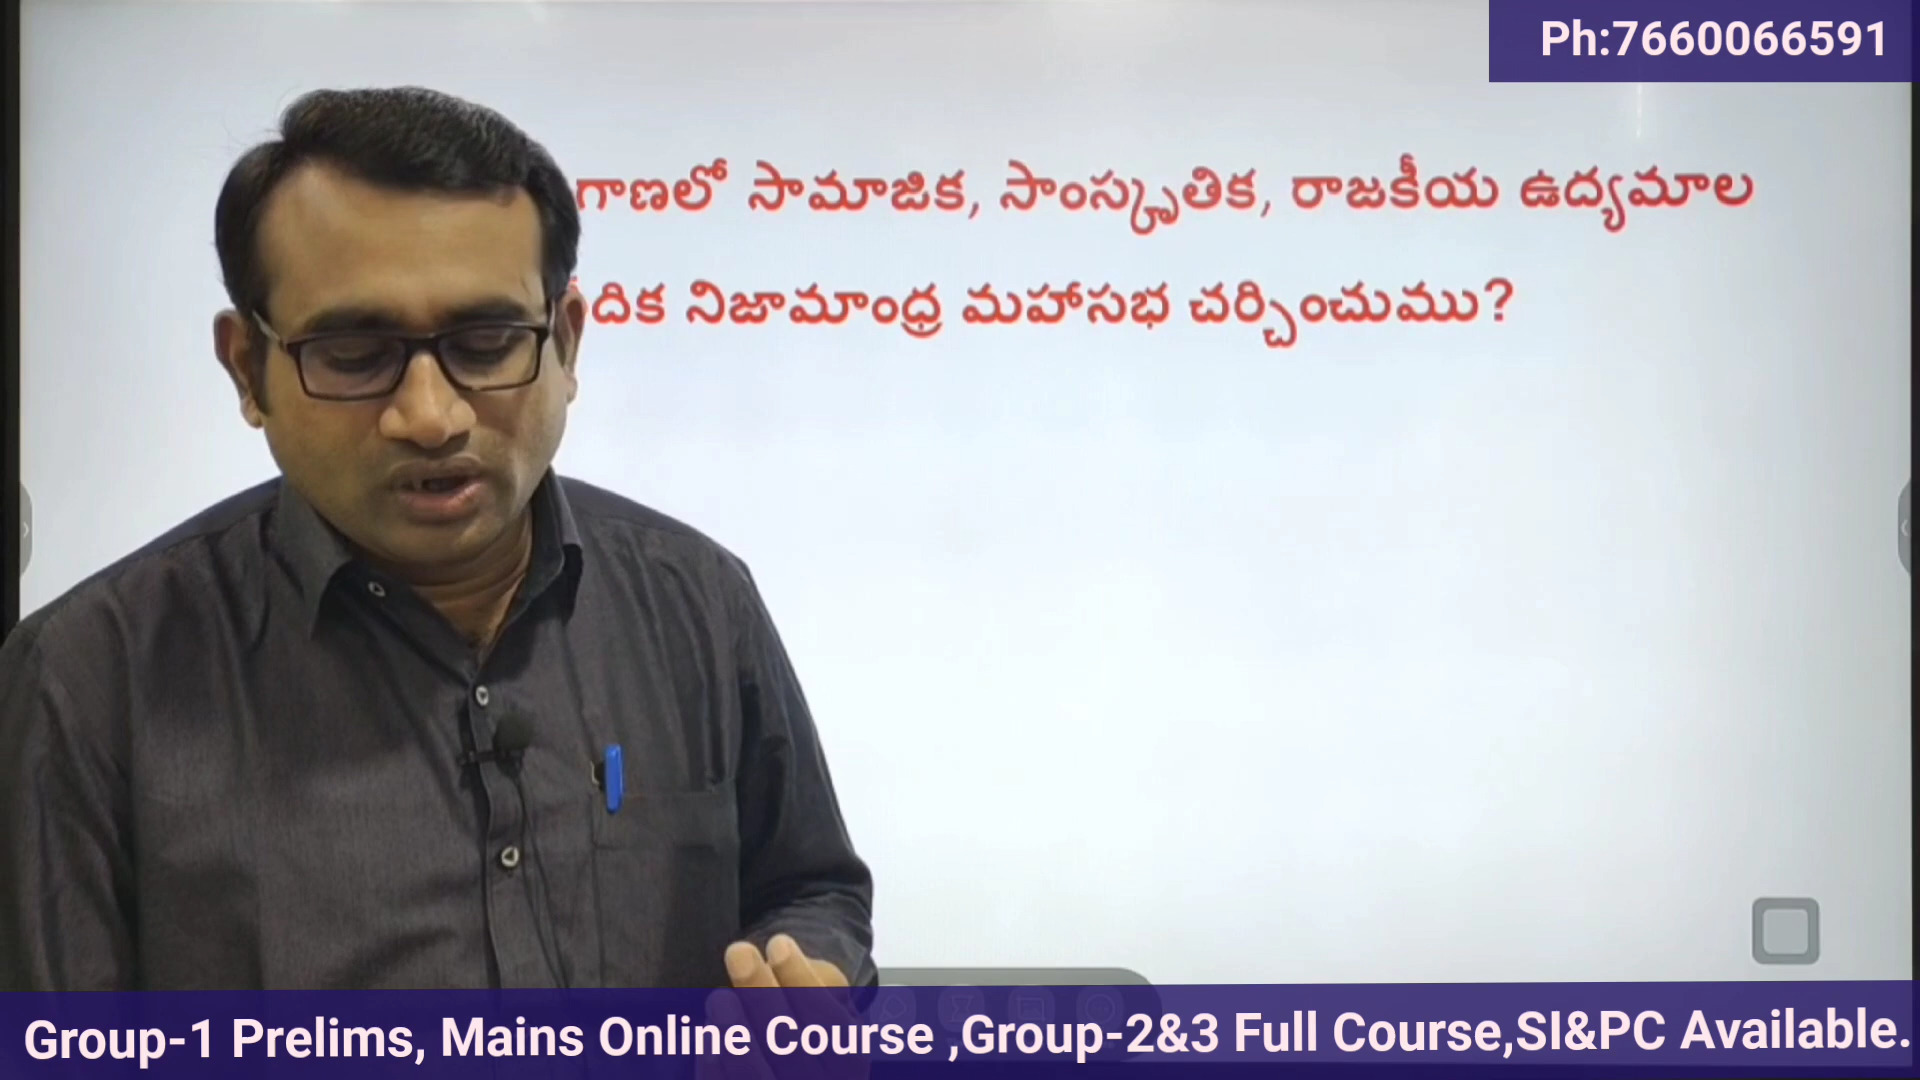 Ph:7660066591
గాణలో సామాజిక, సాంస్కృతిక, రాజకీయ ఉద్యమాల
దిక నిజామాంధ్ర మహాసభ చర్చించుము?
Group-1 Prelims, Mains Online Course ,Group-2&3 Full Course,SI&PC Available.